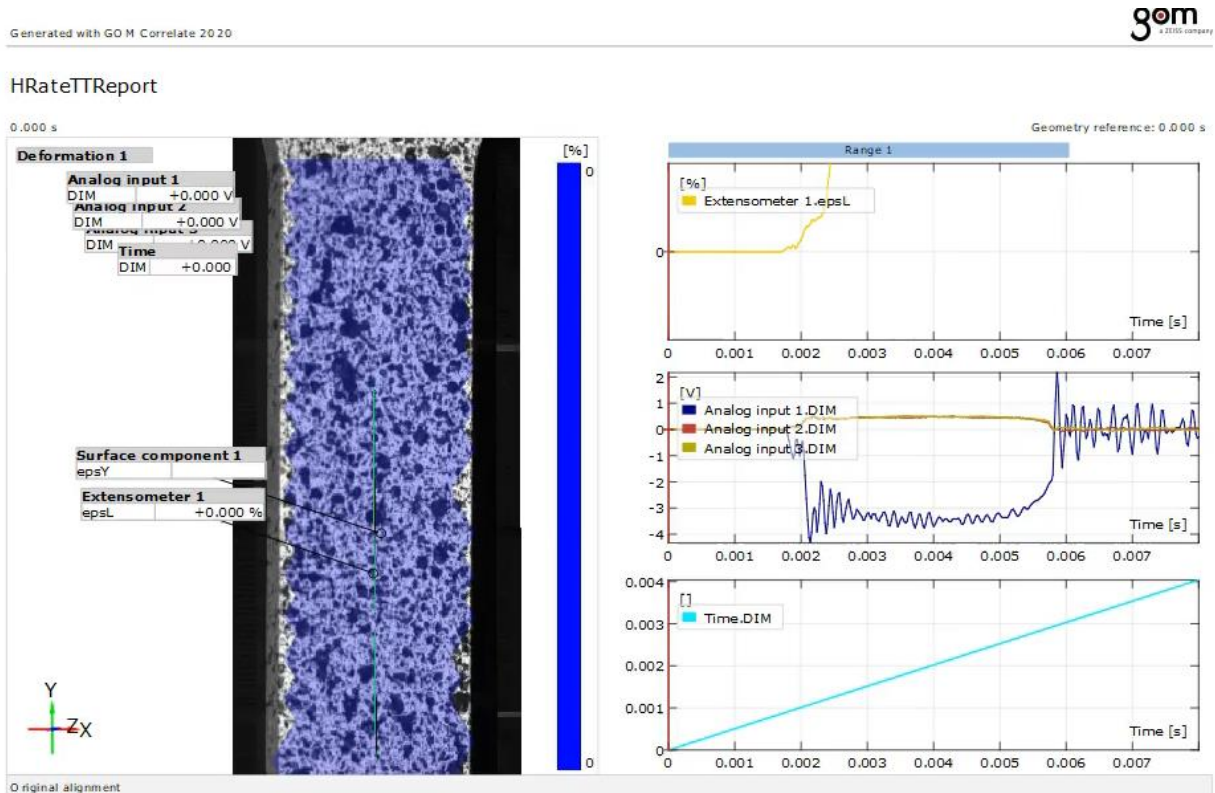 gom
a ZEISS company
Generated with GOM Correlate 2020
HRateTTReport
0.000 s
Geometry reference: 0.000 s
Deformation 1
Analog input 1
DIM +0.000 V
Analog input 2
DIM +0.000 V
DIM +0.000 V
Time
DIM +0.000
Surface component 1
epsY
Extensometer 1
epsL +0.000 %
Y
Z X
[%]
0
0
Range 1
[%]
Extensometer 1.epsL
0
Time [s]
0 0.001 0.002 0.003 0.004 0.005 0.006 0.007
2
[V]
1
Analog input 1.DIM
0
Analog input 2.DIM
-1
Analog input 3.DIM
-2
-3
-4
Time [s]
0 0.001 0.002 0.003 0.004 0.005 0.006 0.007
0.004
[]
Time.DIM
0.003
0.002
0.001
0
Time [s]
0 0.001 0.002 0.003 0.004 0.005 0.006 0.007
Original alignment